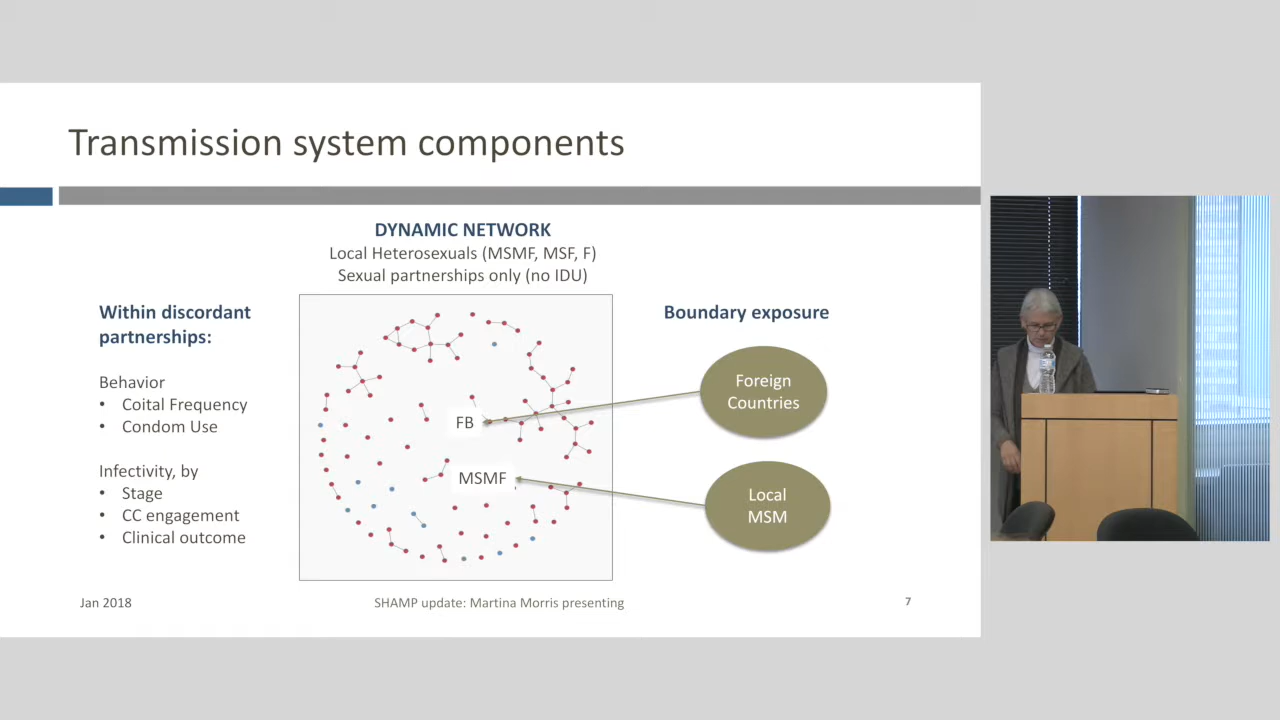 Transmission system components
DYNAMIC NETWORK
Local Heterosexuals (MSMF, MSF, F)
Sexual partnerships only (no IDU)
Within discordant
partnerships:
Behavior
• Coital Frequency
• Condom Use
Infectivity, by
• Stage
• CC engagement
• Clinical outcome
FB
MSMF
Boundary exposure
Foreign
Countries
Local
MSM
Jan 2018
SHAMP update: Martina Morris presenting
7